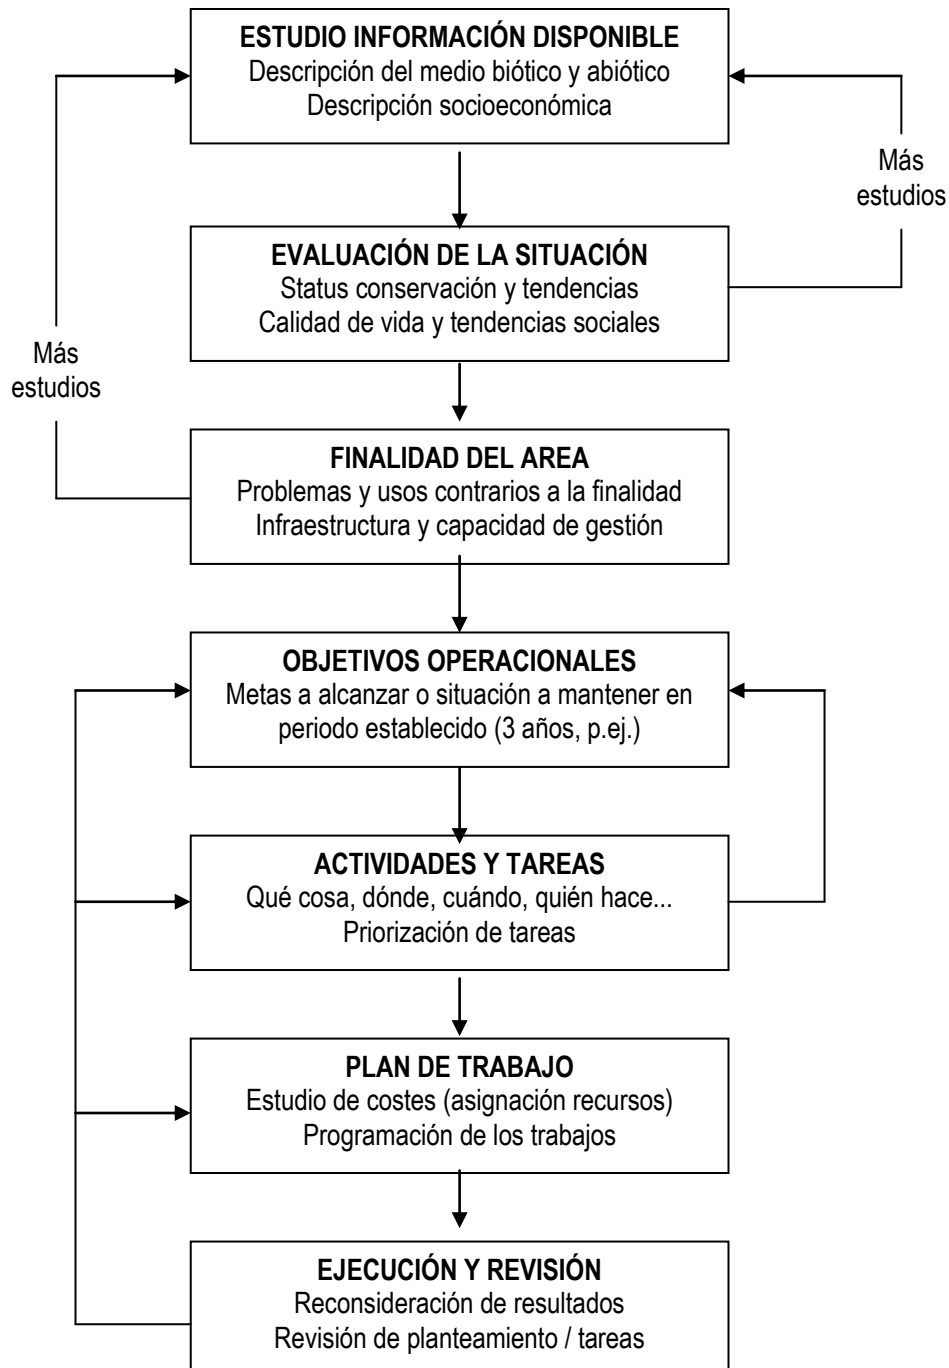 ESTUDIO INFORMACIÓN DISPONIBLE
Descripción del medio biótico y abiótico
Descripción socioeconómica
Más
estudios
EVALUACIÓN DE LA SITUACIÓN
Status conservación y tendencias
Calidad de vida y tendencias sociales
Más
estudios
FINALIDAD DEL AREA
Problemas y usos contrarios a la finalidad
Infraestructura y capacidad de gestión
OBJETIVOS OPERACIONALES
Metas a alcanzar o situación a mantener en
periodo establecido (3 años, p.ej.)
ACTIVIDADES Y TAREAS
Qué cosa, dónde, cuándo, quién hace...
Priorización de tareas
PLAN DE TRABAJO
Estudio de costes (asignación recursos)
Programación de los trabajos
EJECUCIÓN Y REVISIÓN
Reconsideración de resultados
Revisión de planteamiento / tareas